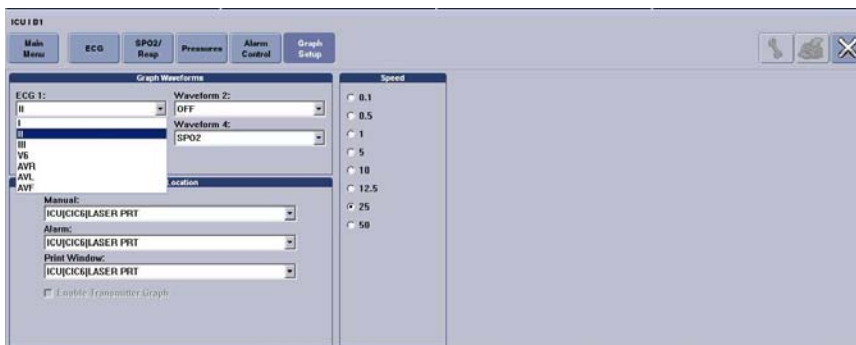 ICU I B1
Main Menu
ECG
SPO2/ Resp
Pressures
Alarm Control
Graph Setup
Graph Waveforms
ECG 1:
II
I
II
III
V6
AVR
AVL
AVF
Waveform 2:
OFF
Waveform 4:
SPO2
Location
Manual:
ICU|CIC6|LASER PRT
Alarm:
ICU|CIC6|LASER PRT
Print Window:
ICU|CIC6|LASER PRT
Enable Transmitter Graph
Speed
0.1
0.5
1
5
10
12.5
25
50